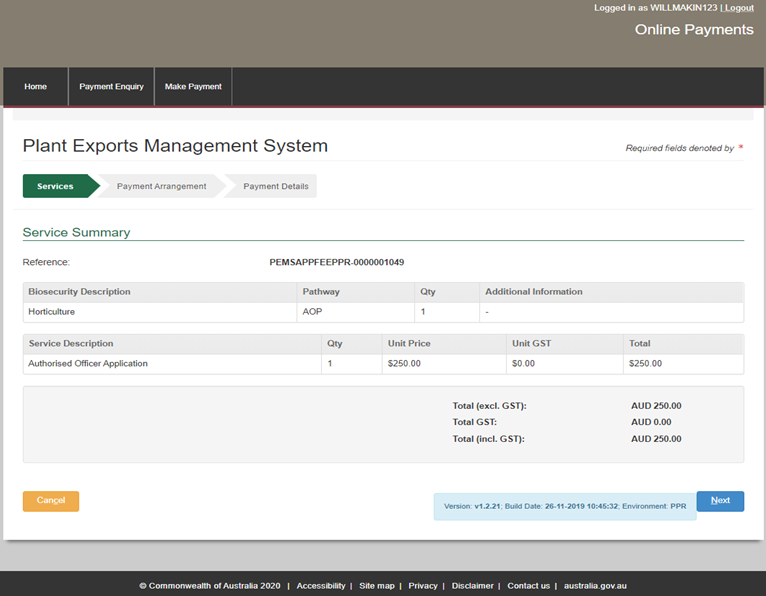 Logged in as WILLMAKIN123 | Logout
Online Payments
Home Payment Enquiry Make Payment
Plant Exports Management System
Required fields denoted by *
Services Payment Arrangement Payment Details
Service Summary
Reference: PEMSAPPFEEPPR-0000001049
Biosecurity Description Pathway Qty Additional Information
Horticulture AOP 1 -
Service Description Qty Unit Price Unit GST Total
Authorised Officer Application 1 $250.00 $0.00 $250.00
Total (excl. GST): AUD 250.00
Total GST: AUD 0.00
Total (incl. GST): AUD 250.00
Cancel
Version: v1.2.21; Build Date: 26-11-2019 10:45:32; Environment: PPR
Next
© Commonwealth of Australia 2020 | Accessibility | Site map | Privacy | Disclaimer | Contact us | australia.gov.au